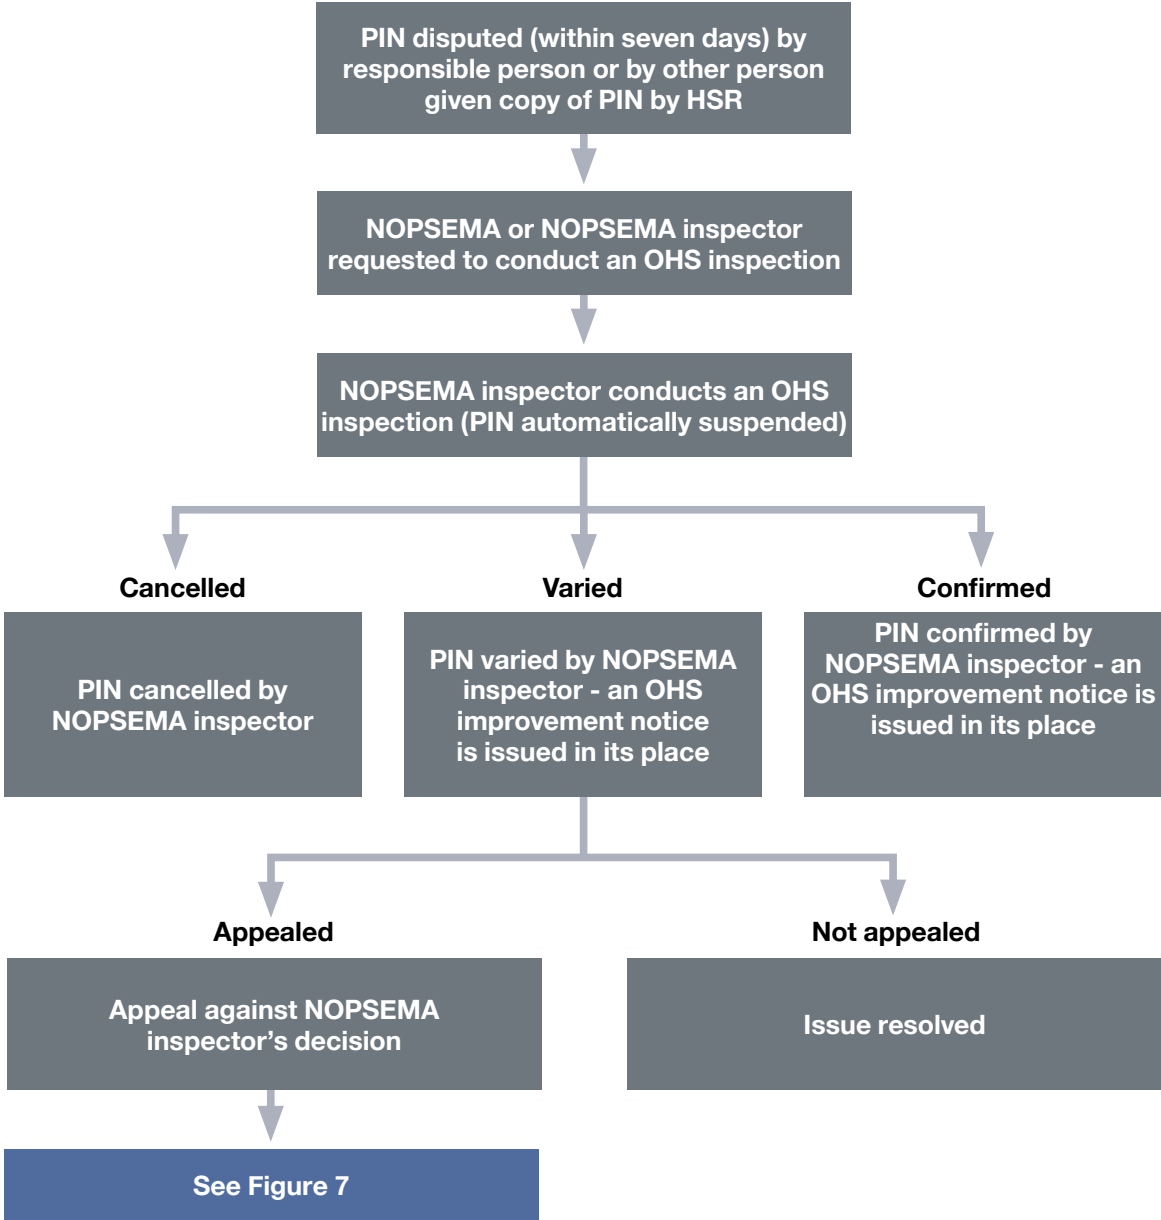 PIN disputed (within seven days) by
responsible person or by other person
given copy of PIN by HSR
NOPSEMA or NOPSEMA inspector
requested to conduct an OHS inspection
NOPSEMA inspector conducts an OHS
inspection (PIN automatically suspended)
Cancelled
PIN cancelled by
NOPSEMA inspector
Varied
PIN varied by NOPSEMA
inspector - an OHS
improvement notice
is issued in its place
Confirmed
PIN confirmed by
NOPSEMA inspector - an
OHS improvement notice is
issued in its place
Appealed
Appeal against NOPSEMA
inspector’s decision
Not appealed
Issue resolved
See Figure 7